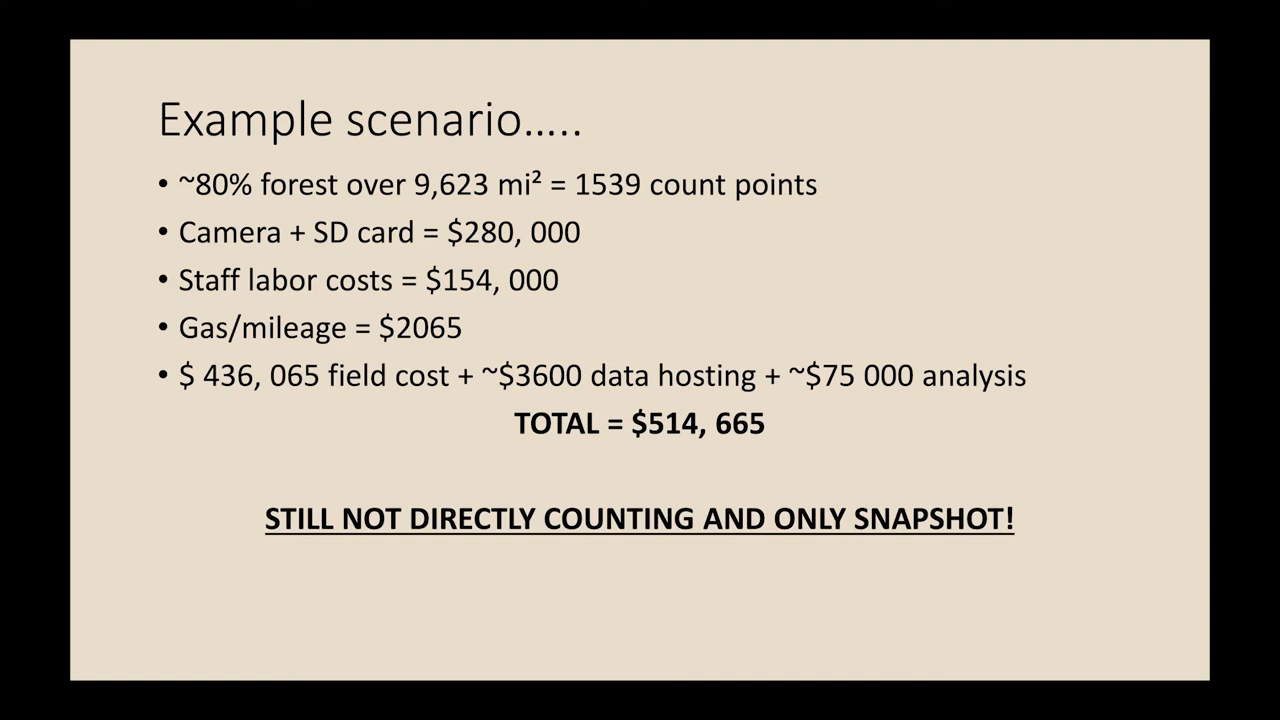 Example scenario…..
• ~80% forest over 9,623 mi² = 1539 count points
• Camera + SD card = $280, 000
• Staff labor costs = $154, 000
• Gas/mileage = $2065
• $ 436, 065 field cost + ~$3600 data hosting + ~$75 000 analysis
TOTAL = $514, 665
STILL NOT DIRECTLY COUNTING AND ONLY SNAPSHOT!